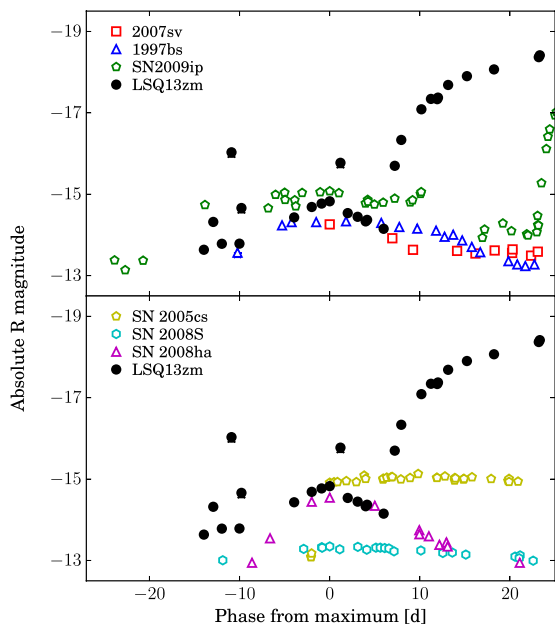 −19
2007sv
1997bs
SN2009ip
LSQ13zm
−17
−15
−13
Absolute R magnitude
−19
SN 2005cs
SN 2008S
SN 2008ha
LSQ13zm
−17
−15
−13
−20 −10 0 10 20
Phase from maximum [d]